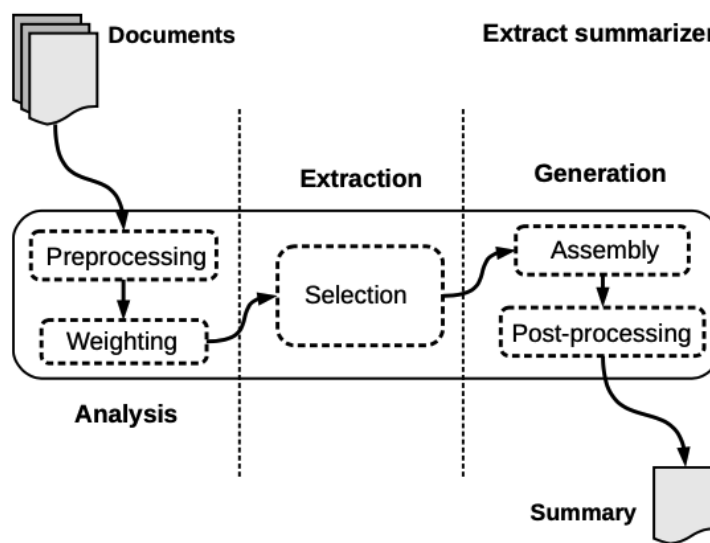 Documents
Extract summarizer
Extraction
Generation
Preprocessing
Weighting
Selection
Assembly
Post-processing
Analysis
Summary